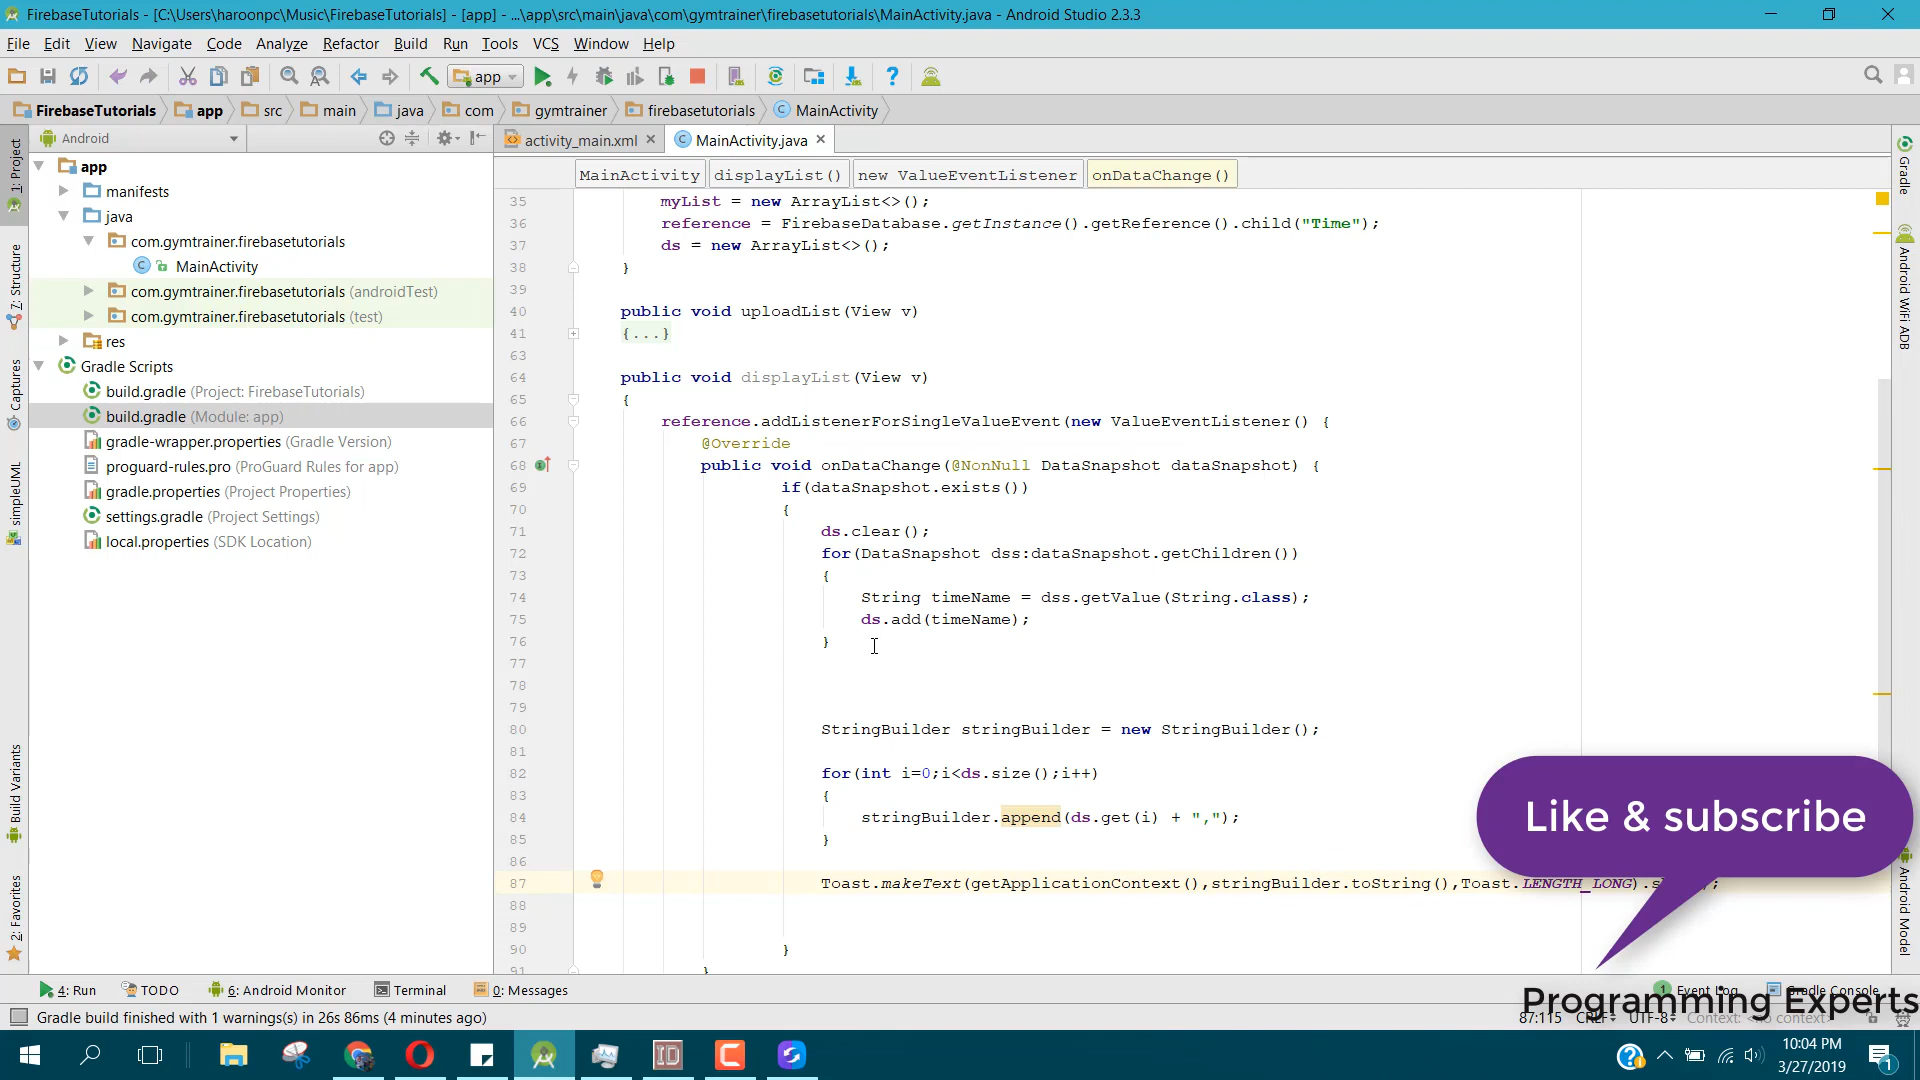 FirebaseTutorials - [C:\Users\haroonpc\Music\FirebaseTutorials] - [app] - ...\app\src\main\java\com\gymtrainer\firebasetutorials\MainActivity.java - Android Studio 2.3.3
File Edit View Navigate Code Analyze Refactor Build Run Tools VCS Window Help
app
FirebaseTutorials app src main java com gymtrainer firebasetutorials MainActivity
Android
activity_main.xml MainActivity.java
MainActivity displayList() new ValueEventListener onDataChange()
1: Project
7: Structure
Captures
simpleUML
Build Variants
2: Favorites
app
manifests
java
com.gymtrainer.firebasetutorials
MainActivity
com.gymtrainer.firebasetutorials (androidTest)
com.gymtrainer.firebasetutorials (test)
res
Gradle Scripts
build.gradle (Project: FirebaseTutorials)
build.gradle (Module: app)
gradle-wrapper.properties (Gradle Version)
proguard-rules.pro (ProGuard Rules for app)
gradle.properties (Project Properties)
settings.gradle (Project Settings)
local.properties (SDK Location)
35 myList = new ArrayList<>();
36 reference = FirebaseDatabase.getInstance().getReference().child("Time");
37 ds = new ArrayList<>();
38 }
39
40 public void uploadList(View v)
41 {...}
63
64 public void displayList(View v)
65 {
66 reference.addListenerForSingleValueEvent(new ValueEventListener() {
67 @Override
68 public void onDataChange(@NonNull DataSnapshot dataSnapshot) {
69 if(dataSnapshot.exists())
70 {
71 ds.clear();
72 for(DataSnapshot dss:dataSnapshot.getChildren())
73 {
74 String timeName = dss.getValue(String.class);
75 ds.add(timeName);
76 }
77
78
79
80 StringBuilder stringBuilder = new StringBuilder();
81
82 for(int i=0;i<ds.size();i++)
83 {
84 stringBuilder.append(ds.get(i) + ",");
85 }
86
87 Toast.makeText(getApplicationContext(),stringBuilder.toString(),Toast.LENGTH_LONG).s
88
89
90 }
91 }
Gradle
Android WiFi ADB
Android Model
Like & subscribe
4: Run TODO 6: Android Monitor Terminal 0: Messages 1 Event Log Gradle Console
Programming Experts
Gradle build finished with 1 warnings(s) in 26s 86ms (4 minutes ago) 87:115 CRLF UTF-8 Context: <no context>
10:04 PM
3/27/2019
1